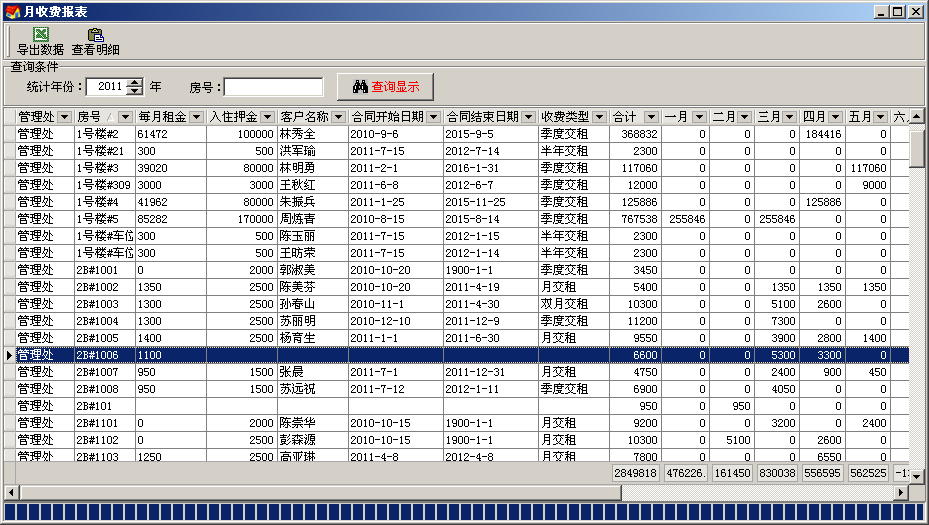 月收费报表
导出数据 查看明细
查询条件
统计年份： 2011 年 房号： 查询显示
管理处 房号 每月租金 入住押金 客户名称 合同开始日期 合同结束日期 收费类型 合计 一月 二月 三月 四月 五月 六.
管理处 1号楼#2 61472 100000 林秀全 2010-9-6 2015-9-5 季度交租 368832 0 0 0 184416 0
管理处 1号楼#21 300 500 洪军瑜 2011-7-15 2012-7-14 半年交租 2300 0 0 0 0 0
管理处 1号楼#3 39020 80000 林明勇 2011-2-1 2016-1-31 季度交租 117060 0 0 0 0 117060
管理处 1号楼#309 3000 3000 王秋红 2011-6-8 2012-6-7 季度交租 12000 0 0 0 0 9000
管理处 1号楼#4 41962 80000 朱振兵 2011-1-25 2015-11-25 季度交租 125886 0 0 0 125886 0
管理处 1号楼#5 85282 170000 周炼青 2010-8-15 2015-8-14 季度交租 767538 255846 0 255846 0 0
管理处 1号楼#车位 300 500 陈玉丽 2011-7-15 2012-1-15 半年交租 2300 0 0 0 0 0
管理处 1号楼#车位 300 500 王昉荣 2011-7-15 2012-1-14 半年交租 2300 0 0 0 0 0
管理处 2B#1001 0 2000 郭淑美 2010-10-20 1900-1-1 季度交租 3450 0 0 0 0 0
管理处 2B#1002 1350 2500 陈美芬 2010-10-20 2011-4-19 月交租 5400 0 0 1350 1350 1350
管理处 2B#1003 1300 2500 孙春山 2010-11-1 2011-4-30 双月交租 10300 0 0 5100 2600 0
管理处 2B#1004 1300 2500 苏丽明 2010-12-10 2011-12-9 季度交租 11200 0 0 7300 0 0
管理处 2B#1005 1400 2500 杨育生 2011-1-1 2011-6-30 月交租 9550 0 0 3900 2800 1400
管理处 2B#1006 1100 6600 0 0 5300 3300 0
管理处 2B#1007 950 1500 张晨 2011-7-1 2011-12-31 月交租 4750 0 0 2400 900 450
管理处 2B#1008 950 1500 苏远祝 2011-7-12 2012-1-11 季度交租 6900 0 0 4050 0 0
管理处 2B#101 950 0 950 0 0 0
管理处 2B#1101 0 2000 陈崇华 2010-10-15 1900-1-1 月交租 9200 0 0 3200 0 2400
管理处 2B#1102 0 2500 彭森源 2010-10-15 1900-1-1 月交租 10300 0 5100 0 2600 0
管理处 2B#1103 1250 2500 高亚琳 2011-4-8 2012-4-8 月交租 7800 0 0 0 6550 0
2849818 476226. 161450 830038 556595 562525